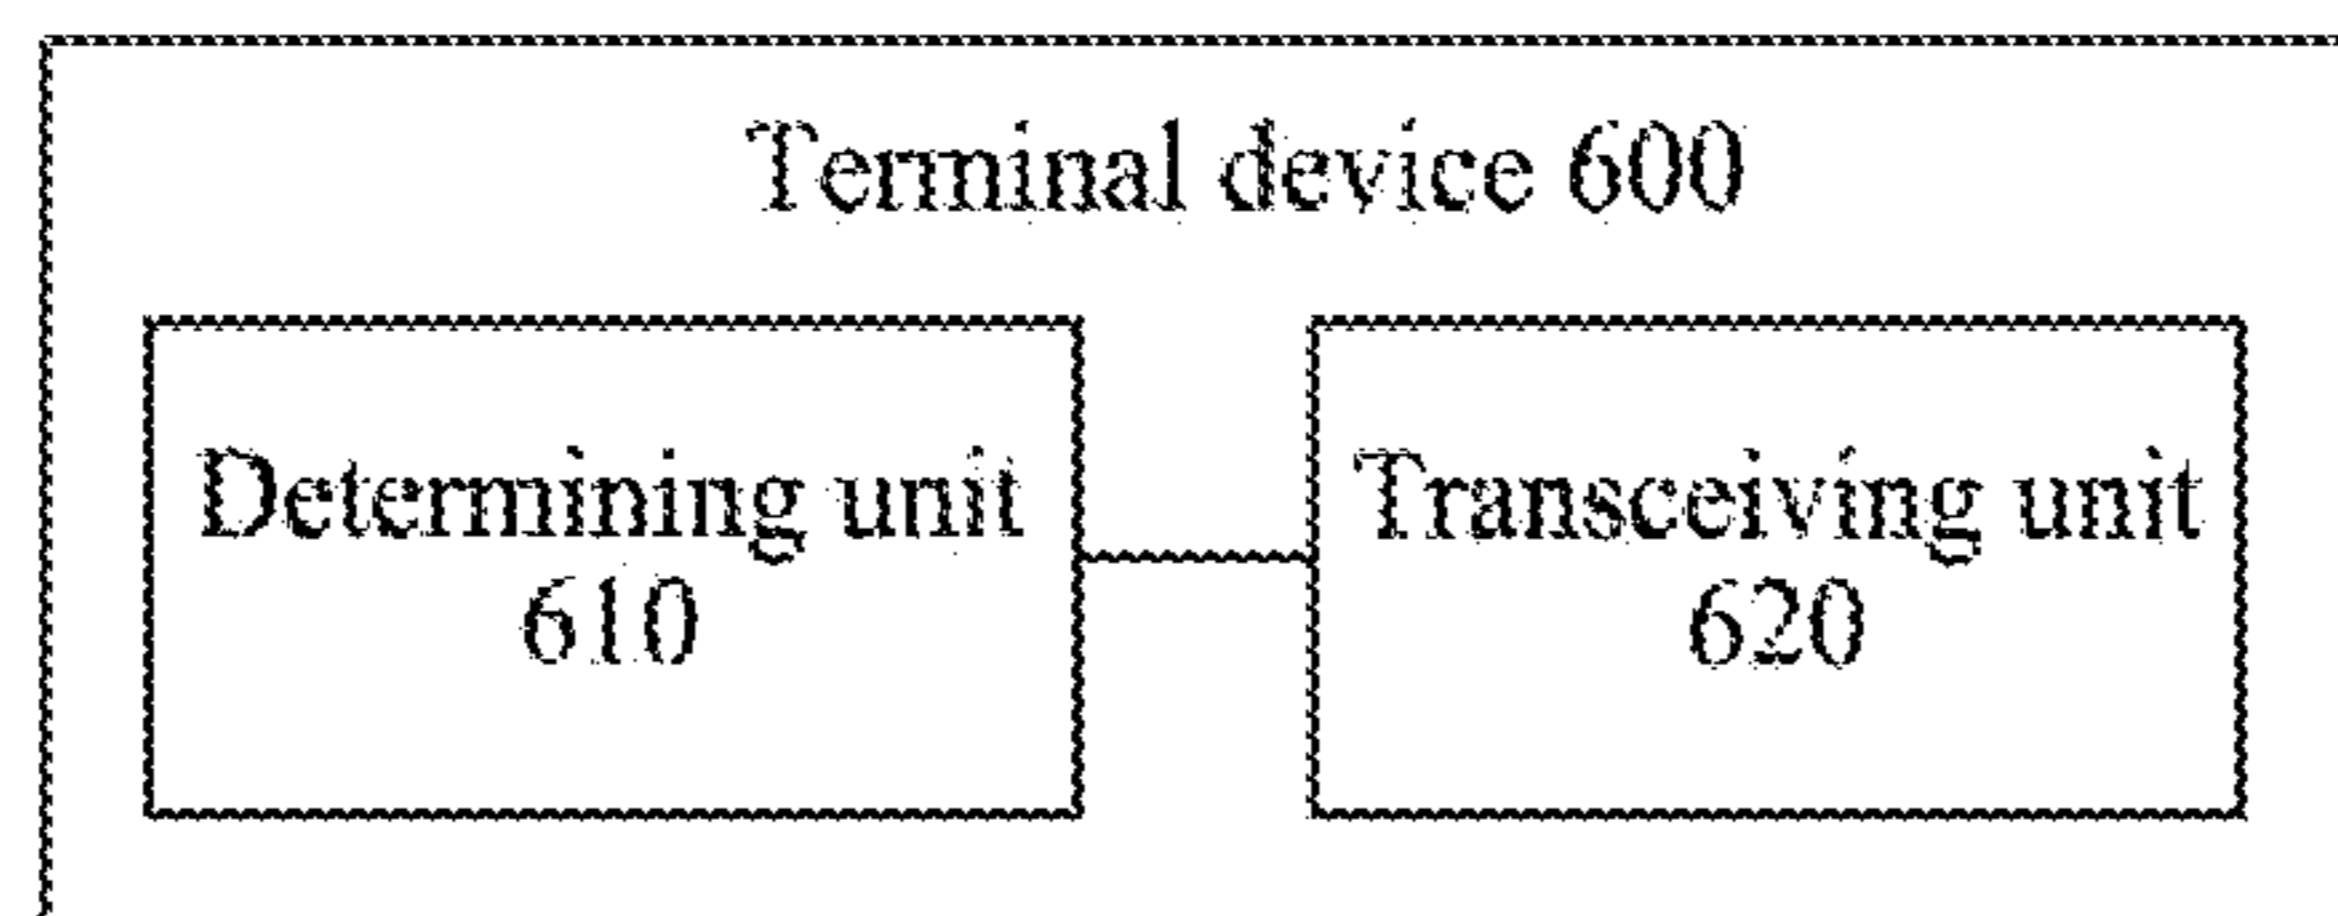 Terminal device 600
Determining unit
610
Transceiving unit
620